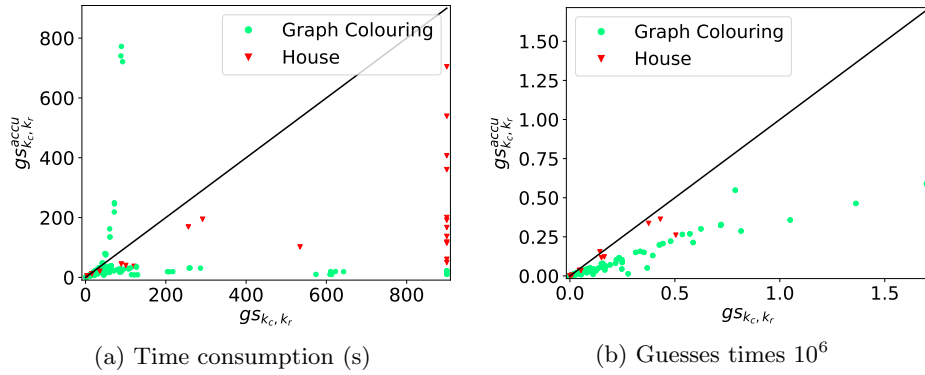 Graph Colouring
House
800
600
400
200
0
0 200 400 600 800
gs^{accu}_{k_c, k_r}
gs_{k_c, k_r}
(a) Time consumption (s)
Graph Colouring
House
1.50
1.25
1.00
0.75
0.50
0.25
0.00
0.0 0.5 1.0 1.5
gs^{accu}_{k_c, k_r}
gs_{k_c, k_r}
(b) Guesses times 10^6